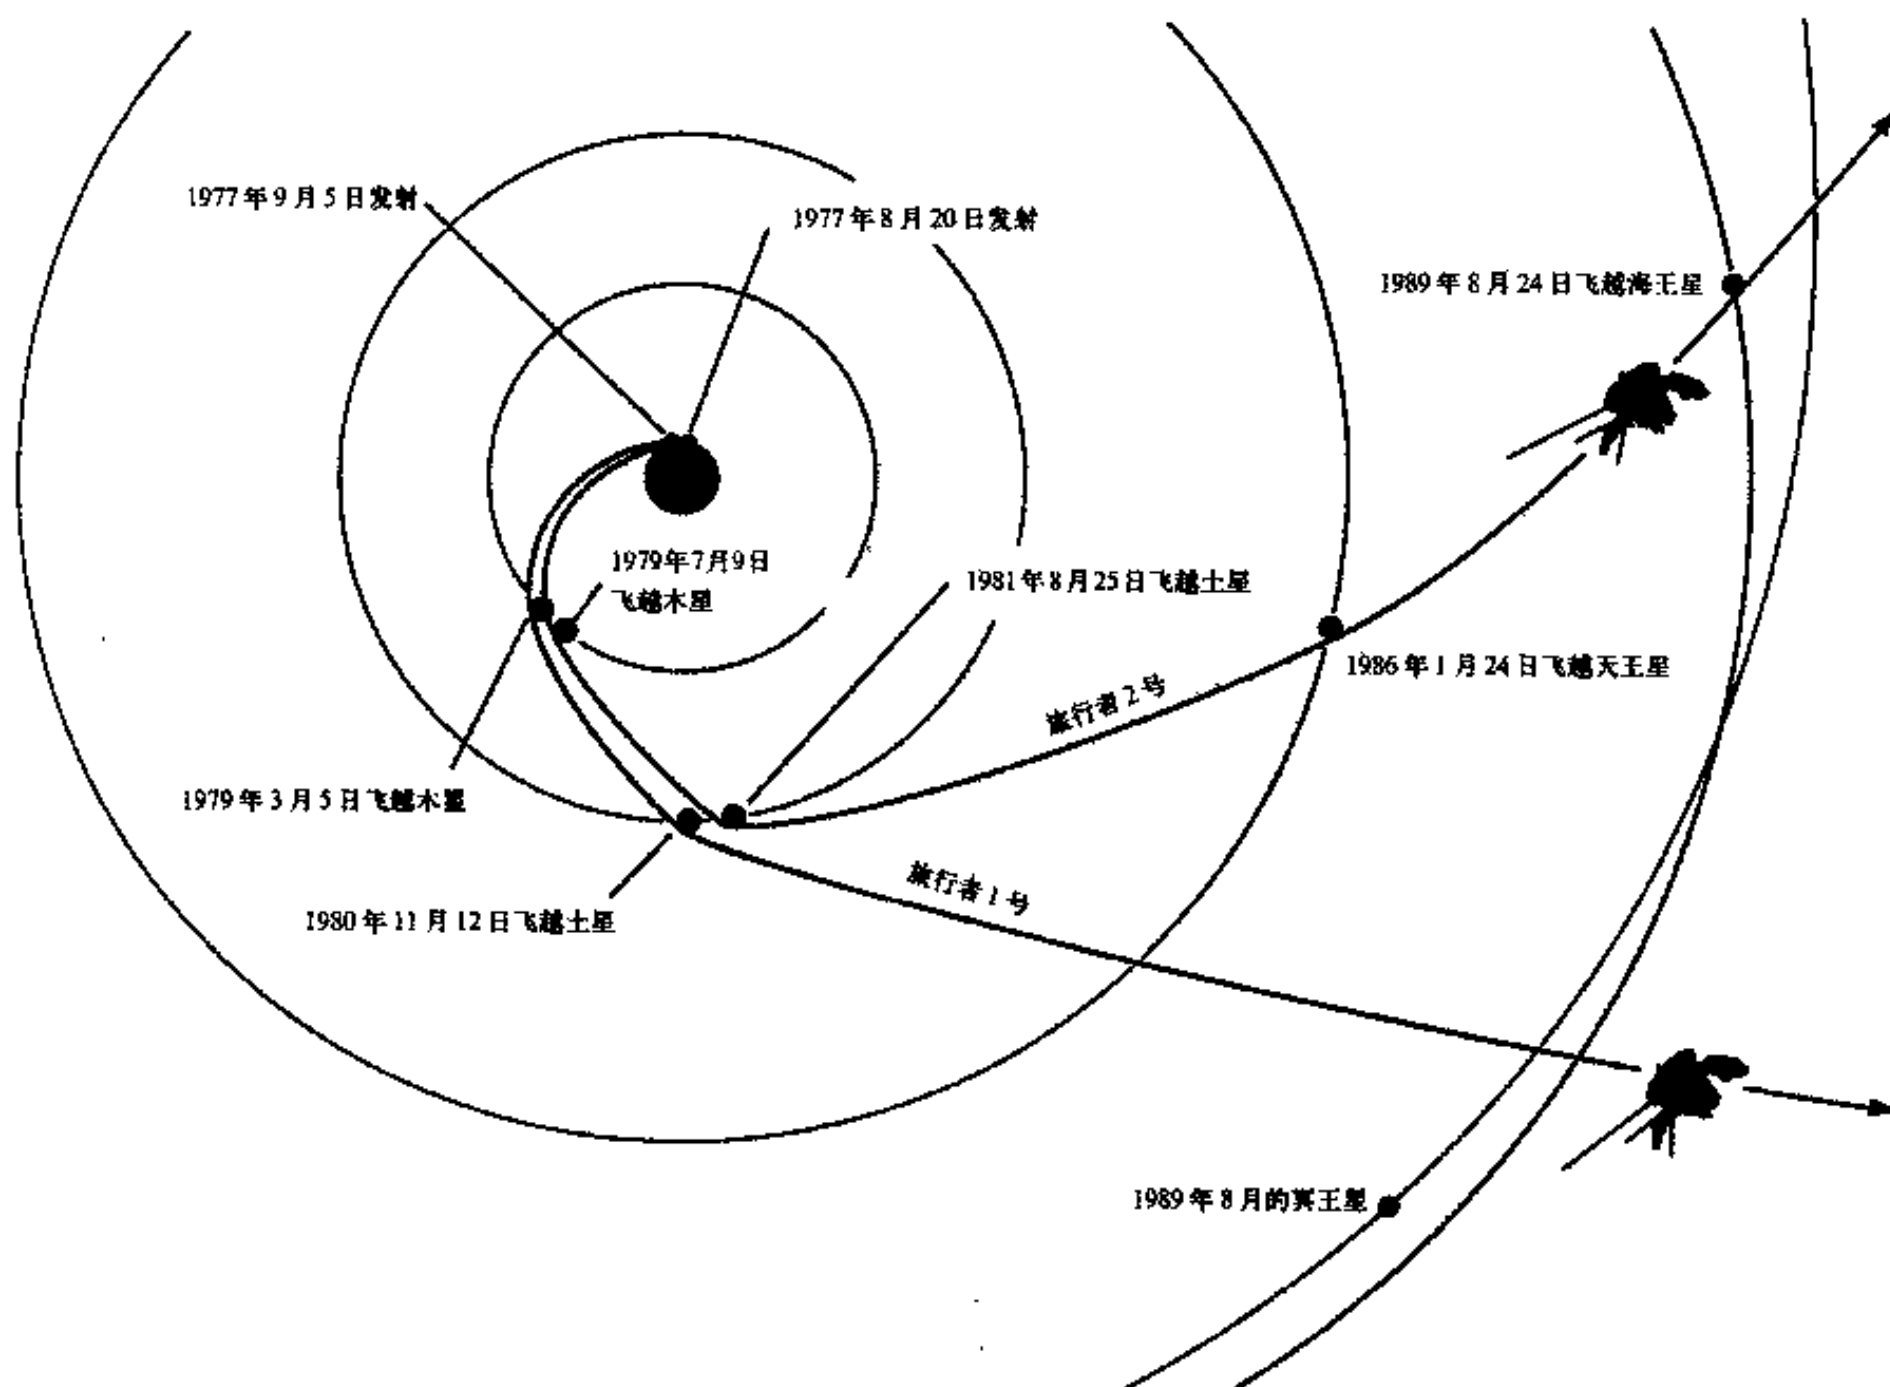 1977年9月5日发射
1977年8月20日发射
1989年8月24日飞越海王星
1979年7月9日
飞越木星
1981年8月25日飞越土星
1986年1月24日飞越天王星
旅行者2号
1979年3月5日飞越木星
旅行者1号
1980年11月12日飞越土星
1989年8月的冥王星